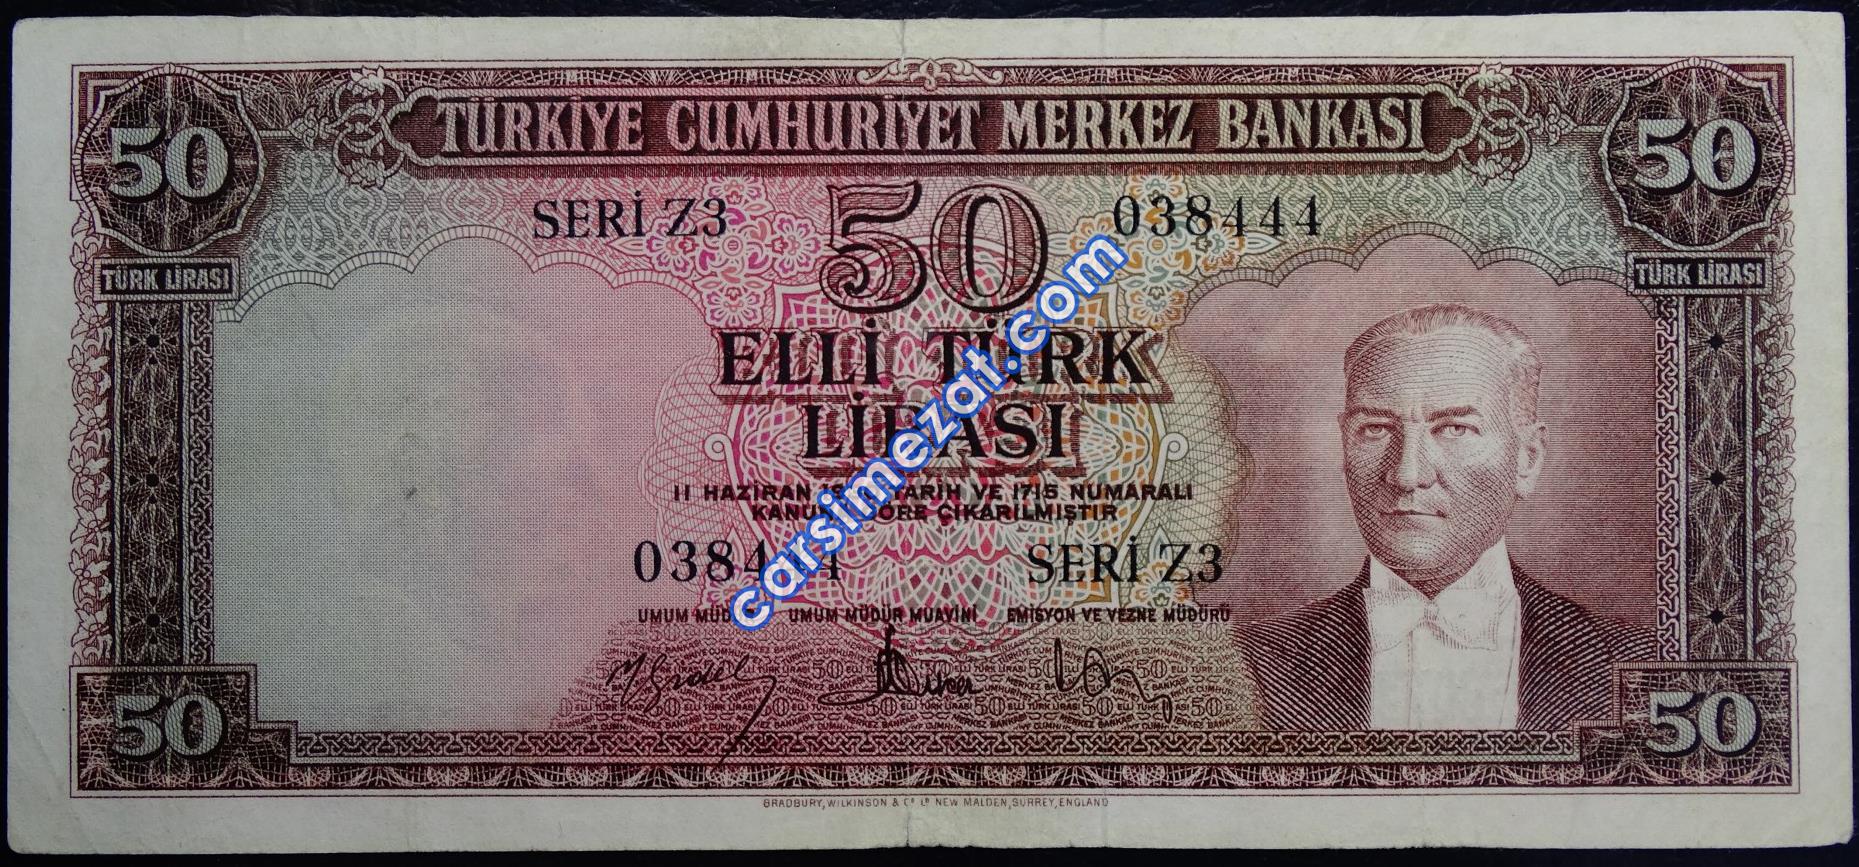 TÜRKİYE CUMHURİYET MERKEZ BANKASI
50 50
SERİ Z3 50 038444
TÜRK LİRASI TÜRK LİRASI
ELLİ TÜRK
LİRASI
carsimezat.com
11 HAZİRAN TARİH VE 1715 NUMARALI
GÖRE ÇIKARILMIŞTIR
038444 SERİ Z3
UMUM MÜDÜR UMUM MÜDÜR MUAVİNİ EMİSYON VE VEZNE MÜDÜRÜ
50 50
BRADBURY, WILKINSON & Cº Lº NEW MALDEN, SURREY, ENGLAND